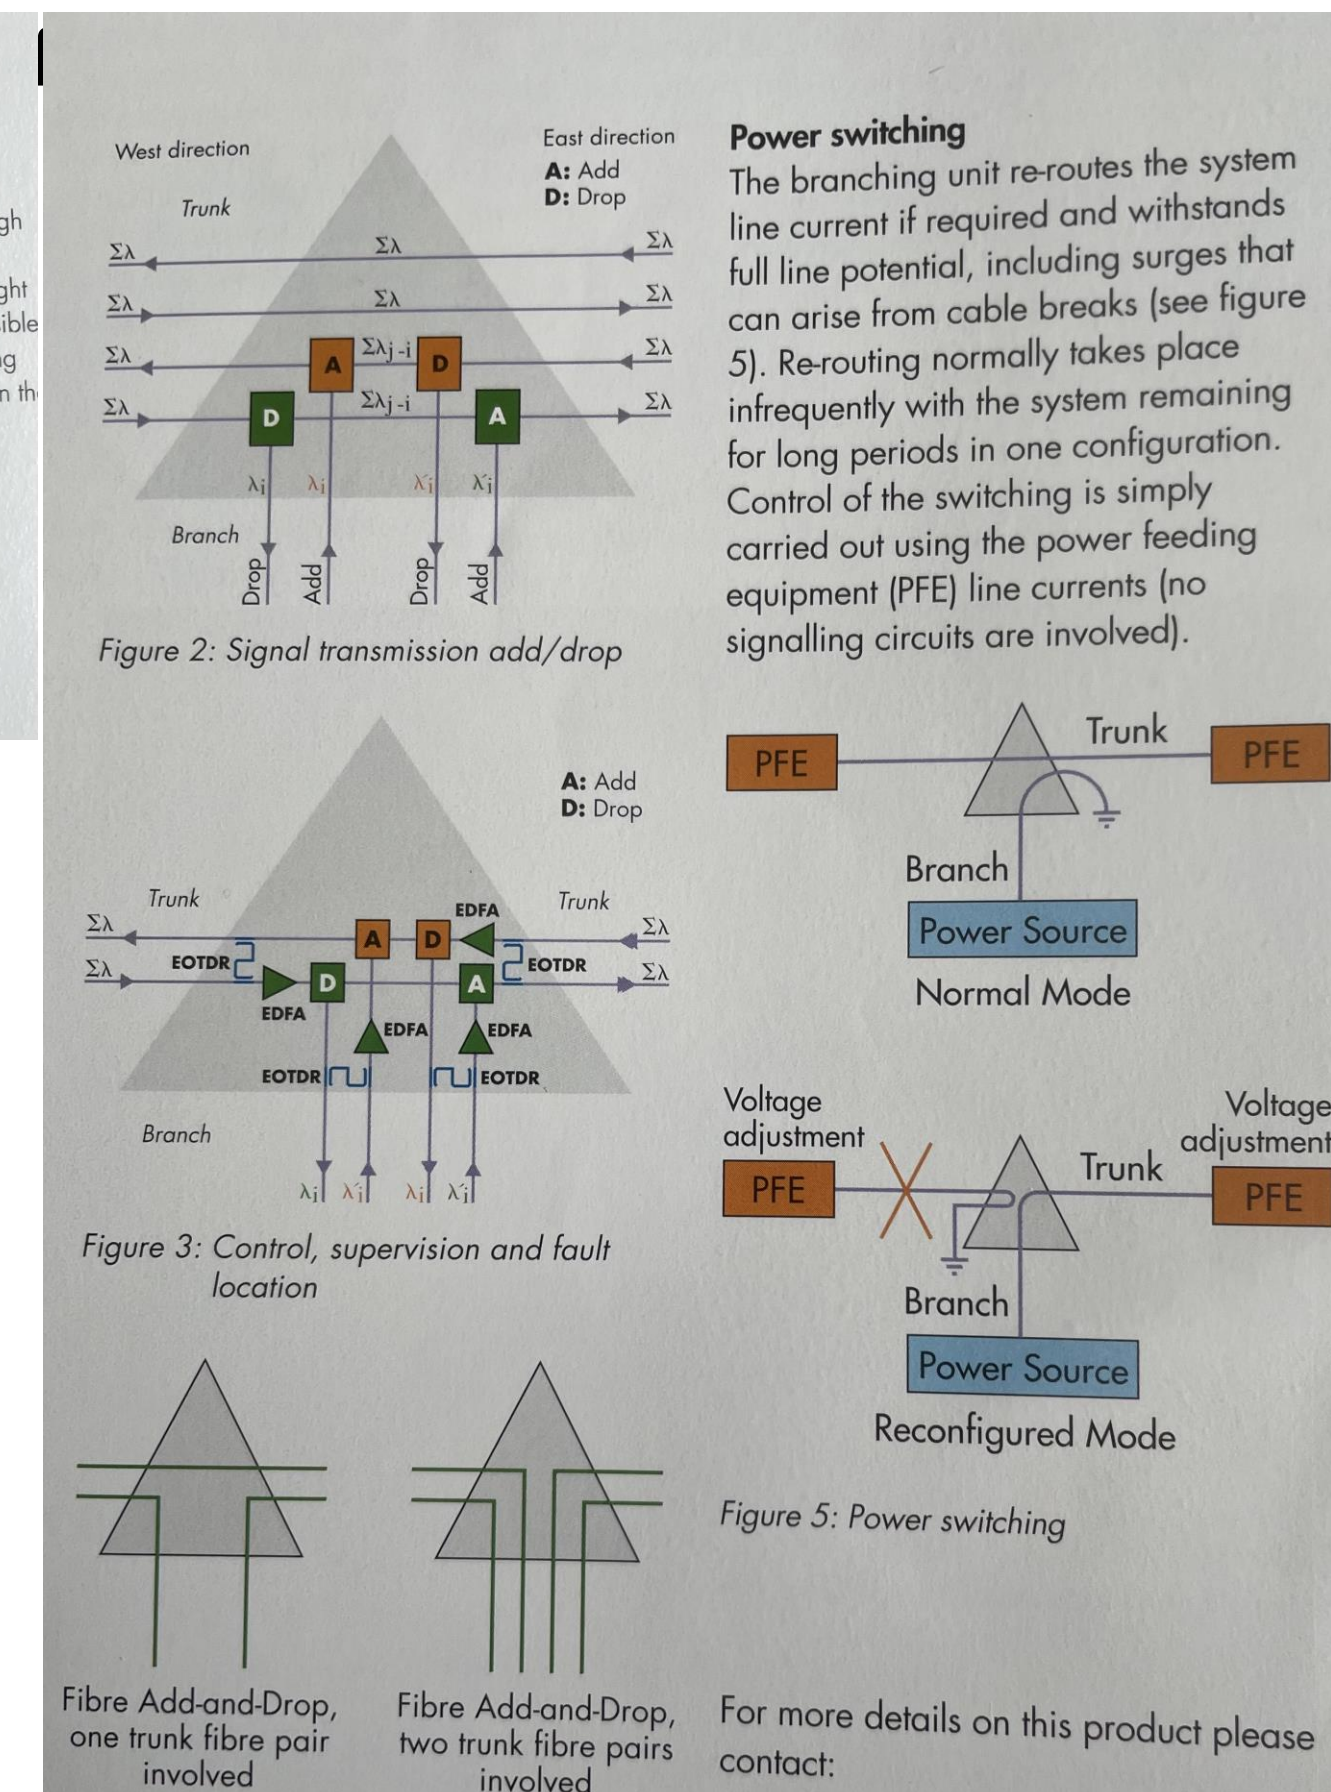 gh
ght
ible
g
n th
West direction
East direction
A: Add
D: Drop
Trunk
Σλ Σλ Σλ
Σλ Σλ Σλ
Σλ A Σλj-i D Σλ
Σλ D Σλj-i A Σλ
λi λi λ'i λ'i
Branch
Drop Add Drop Add
Figure 2: Signal transmission add/drop
A: Add
D: Drop
Trunk EDFA Trunk
Σλ A D Σλ
EOTDR EOTDR
Σλ D A Σλ
EDFA EDFA EDFA
EOTDR EOTDR
Branch
λi λ'i λi λ'i
Figure 3: Control, supervision and fault
location
Fibre Add-and-Drop,
one trunk fibre pair
involved
Fibre Add-and-Drop,
two trunk fibre pairs
involved
Power switching
The branching unit re-routes the system
line current if required and withstands
full line potential, including surges that
can arise from cable breaks (see figure
5). Re-routing normally takes place
infrequently with the system remaining
for long periods in one configuration.
Control of the switching is simply
carried out using the power feeding
equipment (PFE) line currents (no
signalling circuits are involved).
Trunk
PFE PFE
Branch
Power Source
Normal Mode
Voltage
adjustment
Voltage
adjustment
PFE Trunk PFE
Branch
Power Source
Reconfigured Mode
Figure 5: Power switching
For more details on this product please
contact: